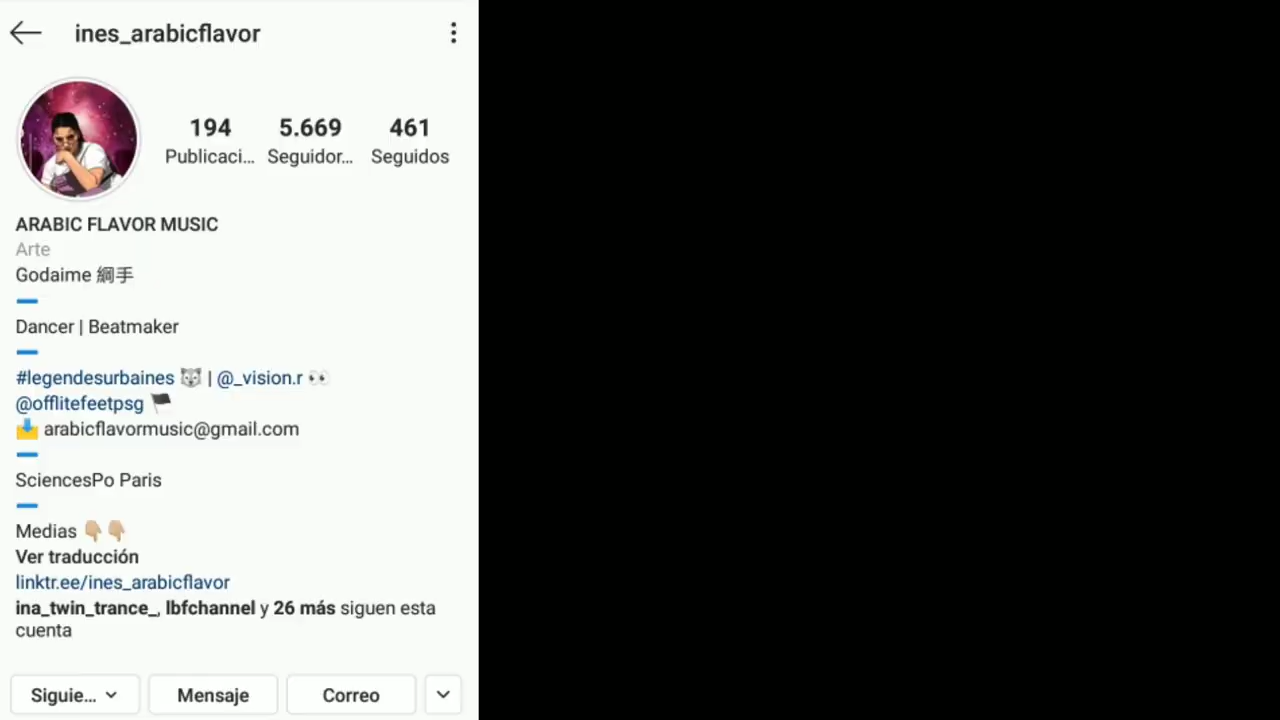 ines_arabicflavor
194 5.669 461
Publicaci... Seguidor... Seguidos
ARABIC FLAVOR MUSIC
Arte
Godaime 綱手
Dancer | Beatmaker
#legendesurbaines 🐺 | @_vision.r 👀
@offlitefeetpsg 🏴
📩 arabicflavormusic@gmail.com
SciencesPo Paris
Medias 👇🏼👇🏼
Ver traducción
linktr.ee/ines_arabicflavor
ina_twin_trance_, lbfchannel y 26 más siguen esta
cuenta
Siguie... Mensaje Correo